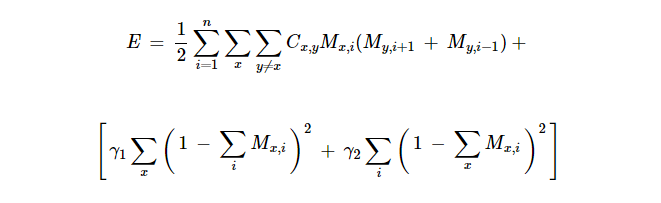 E = \frac{1}{2} \sum_{i=1}^{n} \sum_{x} \sum_{y \neq x} C_{x,y} M_{x,i} (M_{y,i+1} + M_{y,i-1}) +
\left[ \gamma_1 \sum_{x} \left( 1 - \sum_{i} M_{x,i} \right)^2 + \gamma_2 \sum_{i} \left( 1 - \sum_{x} M_{x,i} \right)^2 \right]